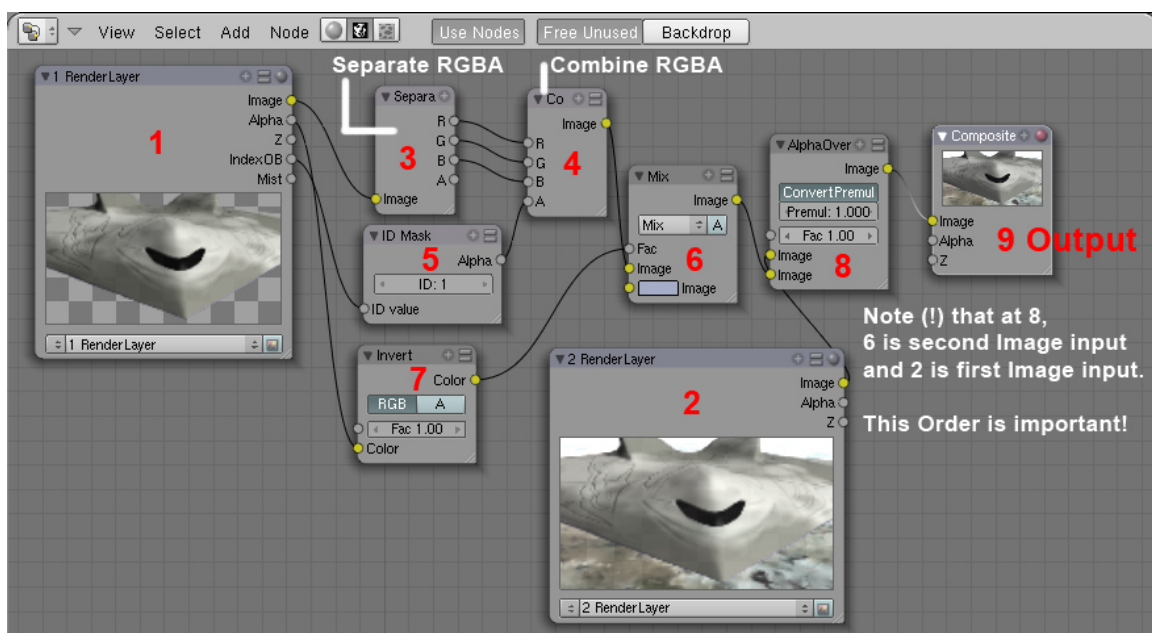 View Select Add Node Use Nodes Free Unused Backdrop
Separate RGBA
Combine RGBA
1 RenderLayer
Image
Alpha
Z
IndexOB
Mist
1
1 RenderLayer
Separa
R
G
B
A
Image
3
Co
Image
R
G
B
A
4
ID Mask
5
Alpha
ID: 1
ID value
Invert
7
Color
RGB A
Fac 1.00
Color
Mix
Image
Mix A
Fac
Image
Image
6
2 RenderLayer
Image
Alpha
Z
2
2 RenderLayer
AlphaOver
Image
ConvertPremul
Premul: 1.000
Fac 1.00
Image
Image
8
Composite
Image
Alpha
Z
9 Output
Note (!) that at 8,
6 is second Image input
and 2 is first Image input.
This Order is important!